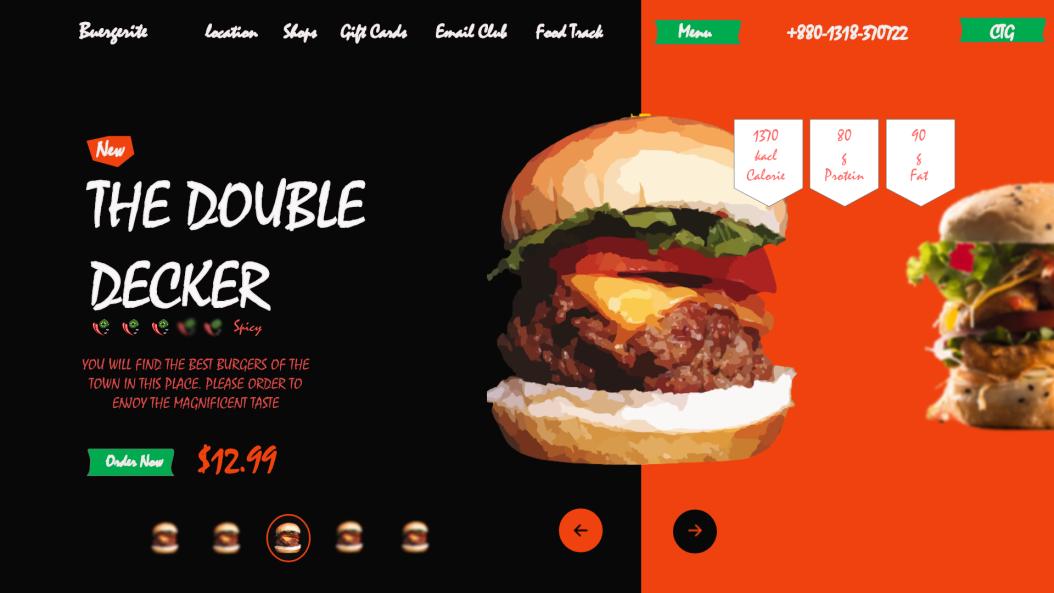 Buergerite location Shops Gift Cards Email Club Food Track Menu +880-1318-370722 CTG
New
THE DOUBLE
DECKER
Spicy
YOU WILL FIND THE BEST BURGERS OF THE
TOWN IN THIS PLACE. PLEASE ORDER TO
ENJOY THE MAGNIFICENT TASTE
Order Now $12.99
1370
kacl
Calorie
80
g
Protein
90
g
Fat